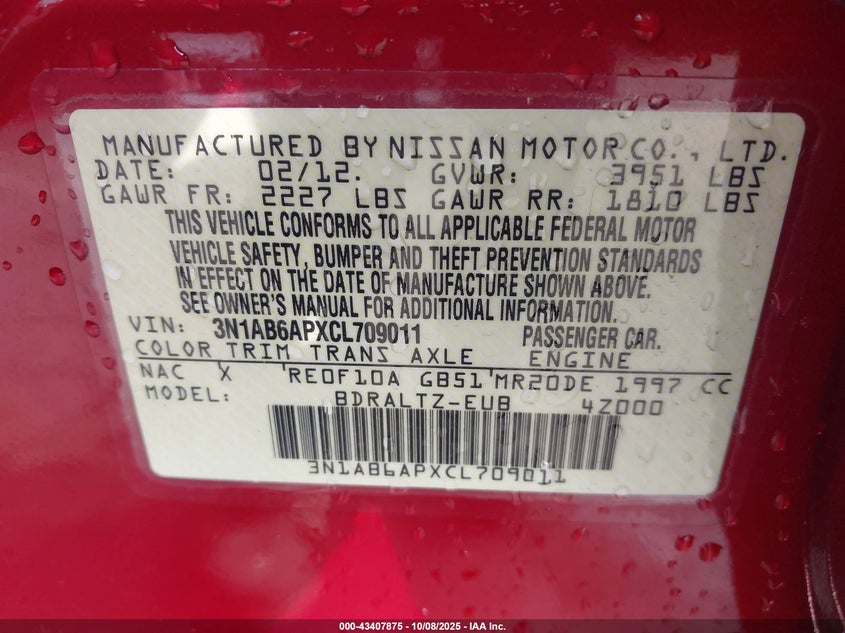 MANUFACTURED BY NISSAN MOTOR CO., LTD.
DATE: 02/12. GVWR: 3951 LBS
GAWR FR: 2227 LBS GAWR RR: 1810 LBS
THIS VEHICLE CONFORMS TO ALL APPLICABLE FEDERAL MOTOR
VEHICLE SAFETY, BUMPER AND THEFT PREVENTION STANDARDS
IN EFFECT ON THE DATE OF MANUFACTURE SHOWN ABOVE.
SEE OWNER'S MANUAL FOR ADDITIONAL INFORMATION.
VIN: 3N1AB6APXCL709011 PASSENGER CAR.
COLOR TRIM TRANS AXLE ENGINE
NAC X 'RE0F10A GB51'MR20DE 1997 CC
MODEL: BDRALTZ-EUB 4Z000
3N1AB6APXCL709011
000-43407875 - 10/08/2025 - IAA Inc.